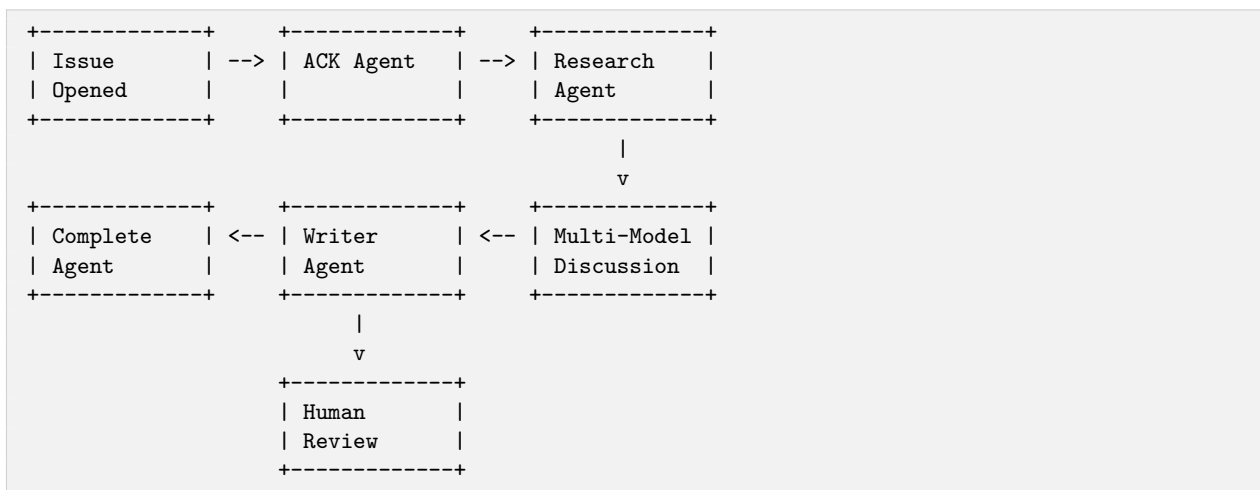 +-------------+     +-------------+     +-------------+
| Issue       | --> | ACK Agent   | --> | Research    |
| Opened      |     |             |     | Agent       |
+-------------+     +-------------+     +-------------+
                                               |
                                               v
+-------------+     +-------------+     +-------------+
| Complete    | <-- | Writer      | <-- | Multi-Model |
| Agent       |     | Agent       |     | Discussion  |
+-------------+     +-------------+     +-------------+
                          |
                          v
                    +-------------+
                    | Human       |
                    | Review      |
                    +-------------+